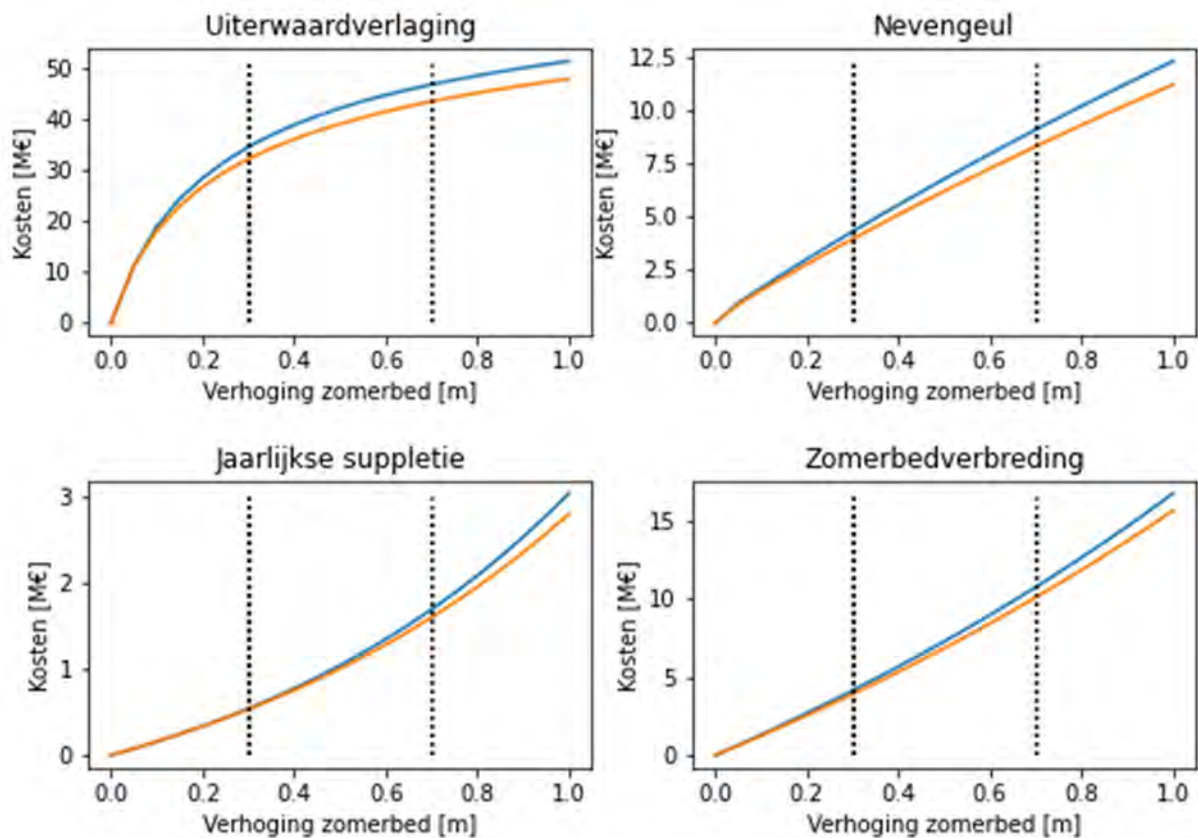 Uiterwaardverlaging
Nevengeul
Kosten [M€]
50
40
30
20
10
0
0.0 0.2 0.4 0.6 0.8 1.0
Verhoging zomerbed [m]
Kosten [M€]
12.5
10.0
7.5
5.0
2.5
0.0
0.0 0.2 0.4 0.6 0.8 1.0
Verhoging zomerbed [m]
Jaarlijkse suppletie
Zomerbedverbreding
Kosten [M€]
3
2
1
0
0.0 0.2 0.4 0.6 0.8 1.0
Verhoging zomerbed [m]
Kosten [M€]
15
10
5
0
0.0 0.2 0.4 0.6 0.8 1.0
Verhoging zomerbed [m]